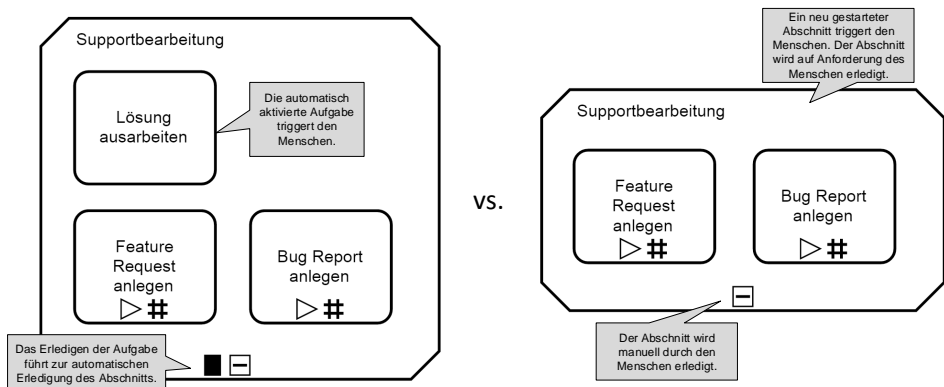 Supportbearbeitung
Lösung
ausarbeiten
Die automatisch
aktivierte Aufgabe
triggert den
Menschen.
Feature
Request
anlegen
Bug Report
anlegen
Das Erledigen der Aufgabe
führt zur automatischen
Erledigung des Abschnitts.
vs.
Ein neu gestarteter
Abschnitt triggert den
Menschen. Der Abschnitt
wird auf Anforderung des
Menschen erledigt.
Supportbearbeitung
Feature
Request
anlegen
Bug Report
anlegen
Der Abschnitt wird
manuell durch den
Menschen erledigt.